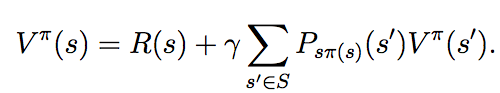 V^π(s) = R(s) + γ ∑_{s′∈S} P_{sπ(s)}(s′)V^π(s′).